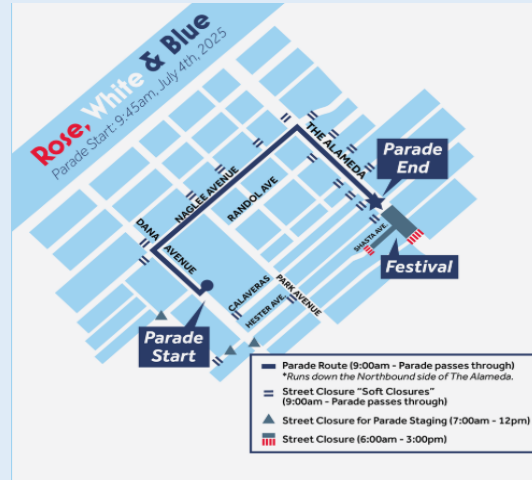 Rose, White & Blue
Parade Start: 9:45am, July 4th, 2025
THE ALAMEDA
Parade
End
NAGLEE AVENUE
RANDOL AVE
DANA
AVENUE
SHASTA AVE.
Festival
CALAVERAS
PARK AVENUE
HESTER AVE.
Parade
Start
Parade Route (9:00am - Parade passes through)
*Runs down the Northbound side of The Alameda.
Street Closure "Soft Closures"
(9:00am - Parade passes through)
Street Closure for Parade Staging (7:00am - 12pm)
Street Closure (6:00am - 3:00pm)